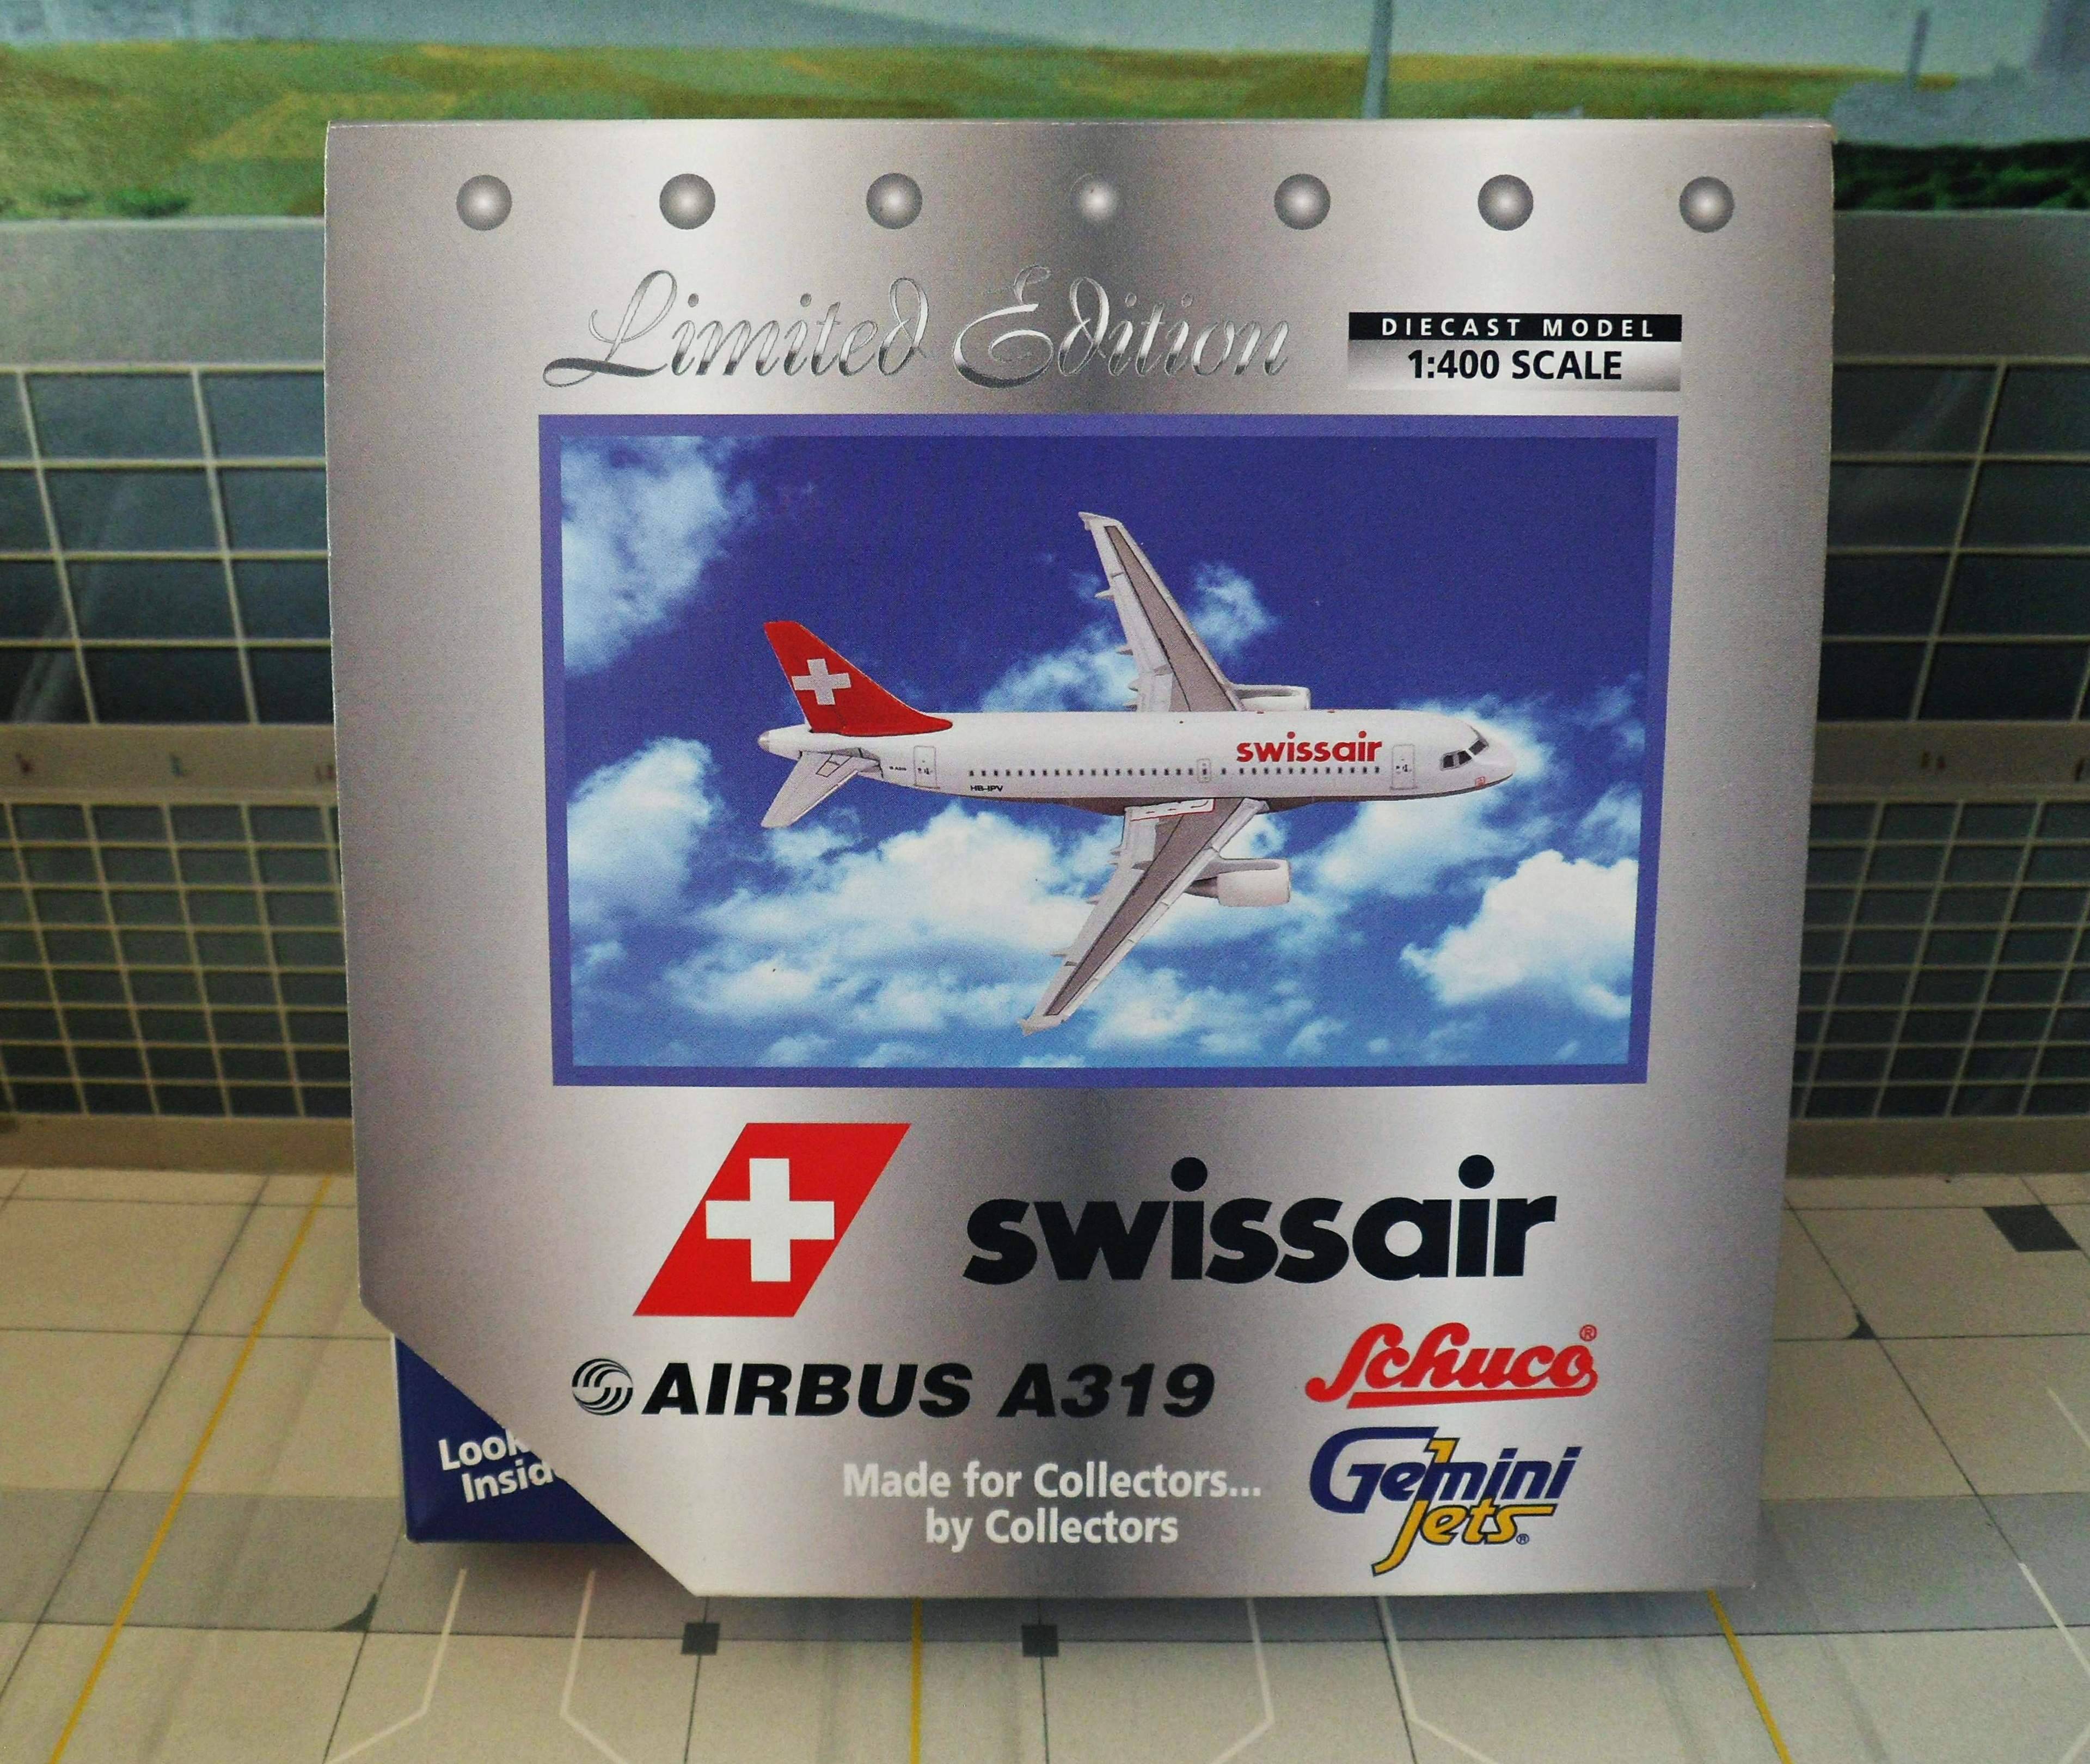 Limited Edition
DIECAST MODEL
1:400 SCALE
swissair
HB-IPV
swissair
AIRBUS A319
Schuco®
Look
Made for Collectors...
by Collectors
Gemini
Jets®